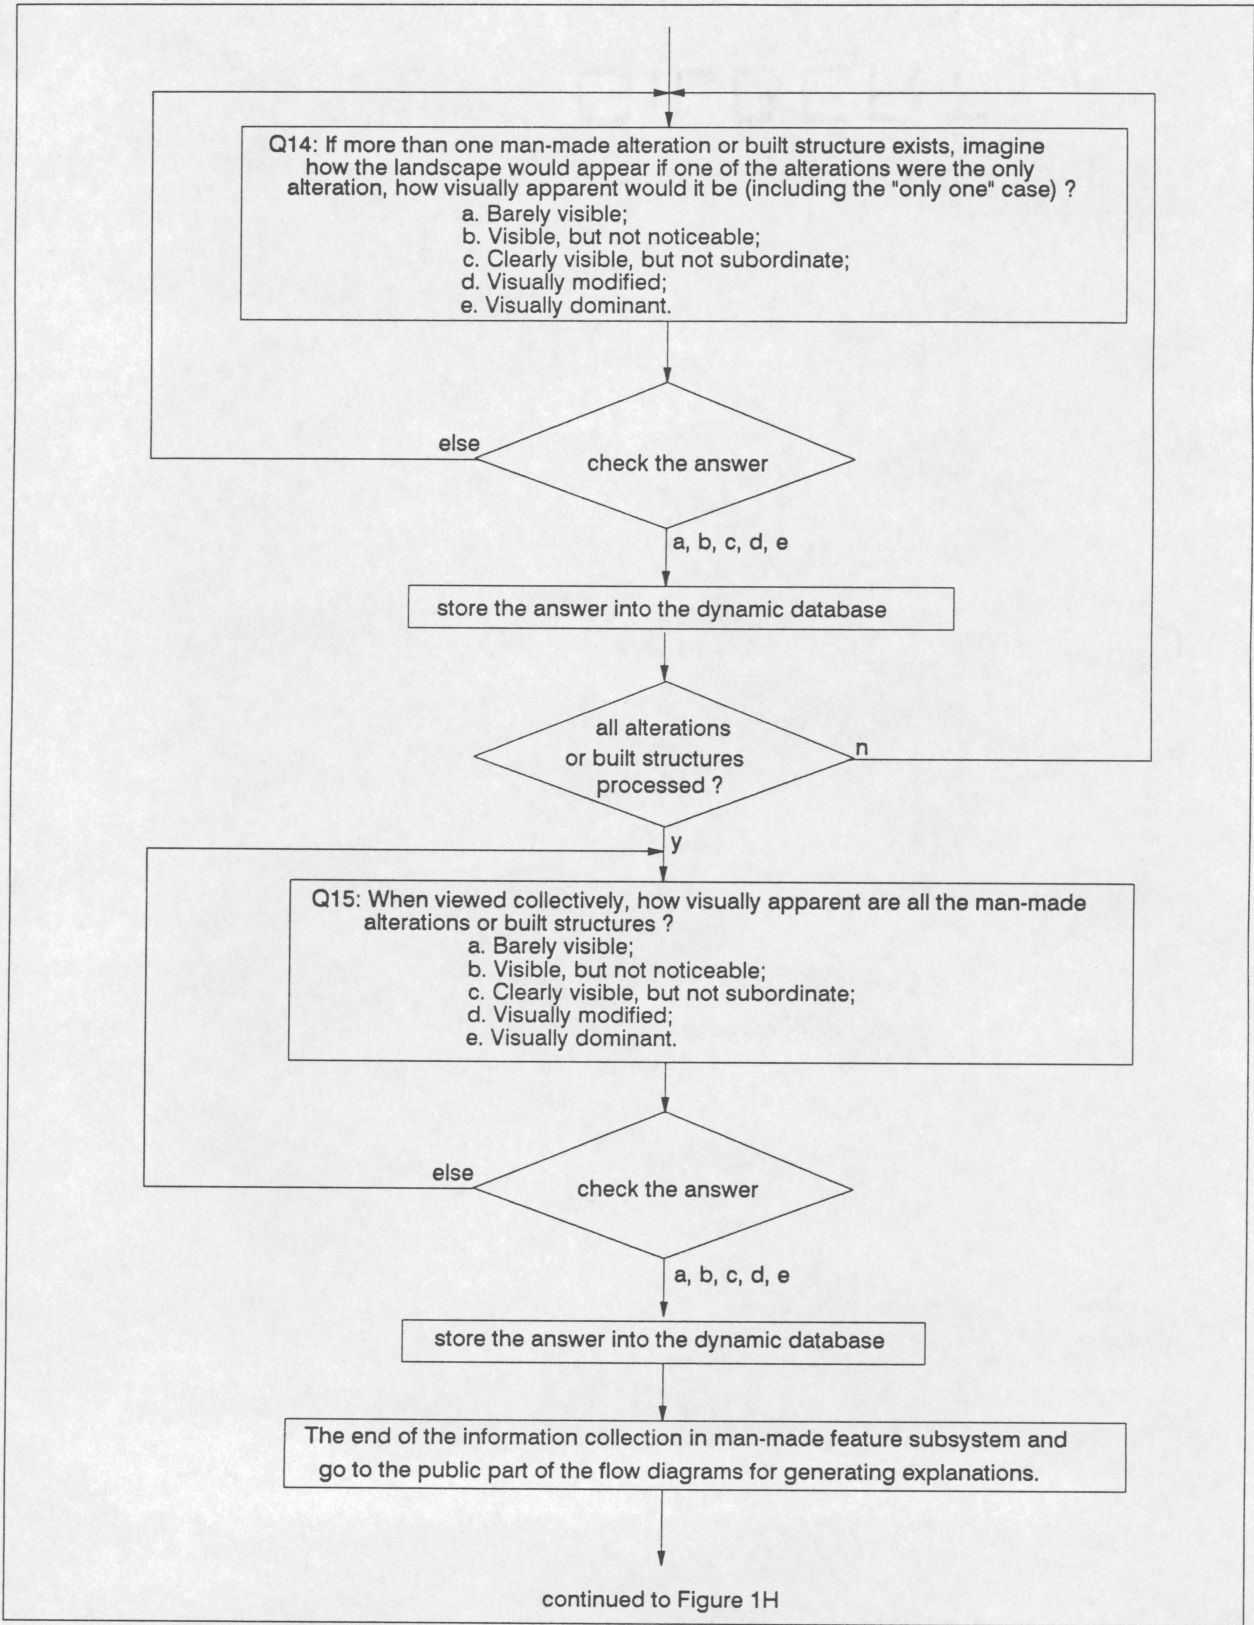 Q14: If more than one man-made alteration or built structure exists, imagine
how the landscape would appear if one of the alterations were the only
alteration, how visually apparent would it be (including the "only one" case) ?
a. Barely visible;
b. Visible, but not noticeable;
c. Clearly visible, but not subordinate;
d. Visually modified;
e. Visually dominant.
else
check the answer
a, b, c, d, e
store the answer into the dynamic database
all alterations
or built structures
processed ?
n
y
Q15: When viewed collectively, how visually apparent are all the man-made
alterations or built structures ?
a. Barely visible;
b. Visible, but not noticeable;
c. Clearly visible, but not subordinate;
d. Visually modified;
e. Visually dominant.
else
check the answer
a, b, c, d, e
store the answer into the dynamic database
The end of the information collection in man-made feature subsystem and
go to the public part of the flow diagrams for generating explanations.
continued to Figure 1H